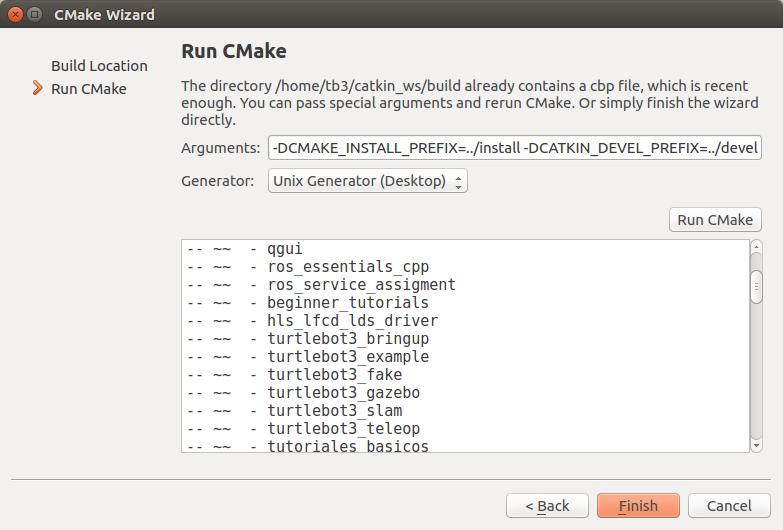 CMake Wizard
Build Location
Run CMake
Run CMake
The directory /home/tb3/catkin_ws/build already contains a cbp file, which is recent
enough. You can pass special arguments and rerun CMake. Or simply finish the wizard
directly.
Arguments: -DCMAKE_INSTALL_PREFIX=../install -DCATKIN_DEVEL_PREFIX=../devel
Generator: Unix Generator (Desktop)
Run CMake
-- ~~  - qgui
-- ~~  - ros_essentials_cpp
-- ~~  - ros_service_assigment
-- ~~  - beginner_tutorials
-- ~~  - hls_lfcd_lds_driver
-- ~~  - turtlebot3_bringup
-- ~~  - turtlebot3_example
-- ~~  - turtlebot3_fake
-- ~~  - turtlebot3_gazebo
-- ~~  - turtlebot3_slam
-- ~~  - turtlebot3_teleop
-- ~~  - tutoriales_basicos
< Back Finish Cancel